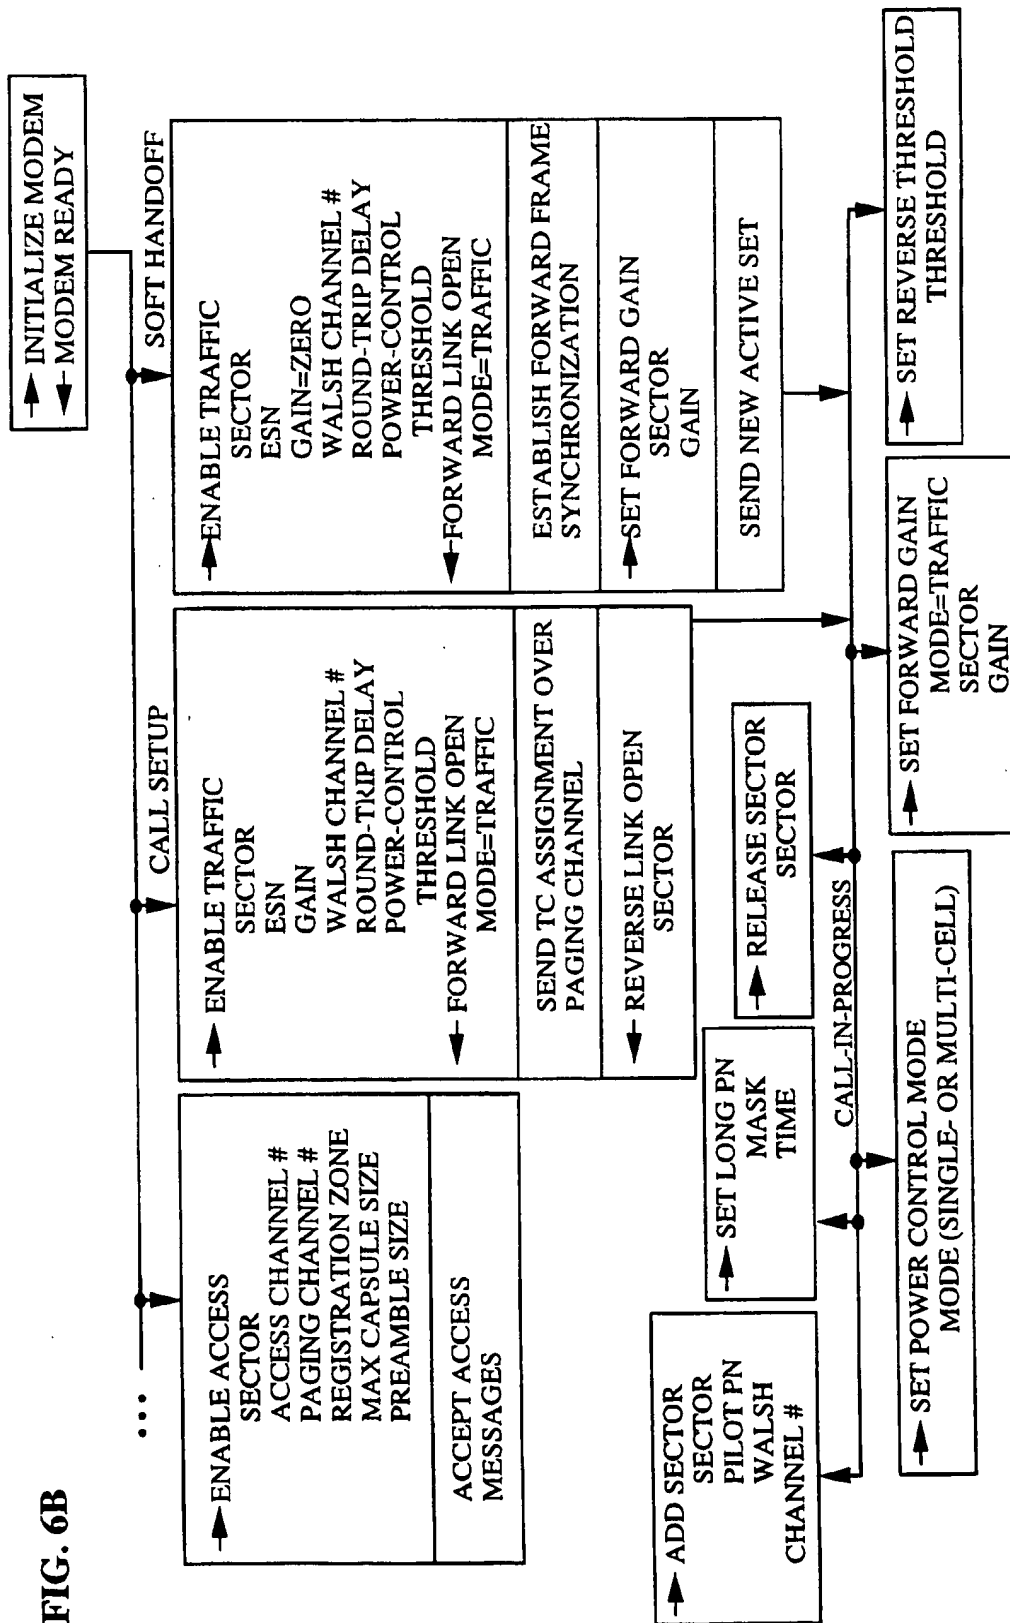 FIG. 6B
INITIALIZE MODEM
MODEM READY
...
CALL SETUP
SOFT HANDOFF
ENABLE ACCESS
SECTOR
ACCESS CHANNEL #
PAGING CHANNEL #
REGISTRATION ZONE
MAX CAPSULE SIZE
PREAMBLE SIZE
ACCEPT ACCESS
MESSAGES
ENABLE TRAFFIC
SECTOR
ESN
GAIN
WALSH CHANNEL #
ROUND-TRIP DELAY
POWER-CONTROL
THRESHOLD
FORWARD LINK OPEN
MODE=TRAFFIC
SEND TC ASSIGNMENT OVER
PAGING CHANNEL
REVERSE LINK OPEN
SECTOR
ENABLE TRAFFIC
SECTOR
ESN
GAIN=ZERO
WALSH CHANNEL #
ROUND-TRIP DELAY
POWER-CONTROL
THRESHOLD
FORWARD LINK OPEN
MODE=TRAFFIC
ESTABLISH FORWARD FRAME
SYNCHRONIZATION
SET FORWARD GAIN
SECTOR
GAIN
SEND NEW ACTIVE SET
ADD SECTOR
SECTOR
PILOT PN
WALSH
CHANNEL #
SET LONG PN
MASK
TIME
RELEASE SECTOR
SECTOR
CALL-IN-PROGRESS
SET POWER CONTROL MODE
MODE (SINGLE- OR MULTI-CELL)
SET FORWARD GAIN
MODE=TRAFFIC
SECTOR
GAIN
SET REVERSE THRESHOLD
THRESHOLD